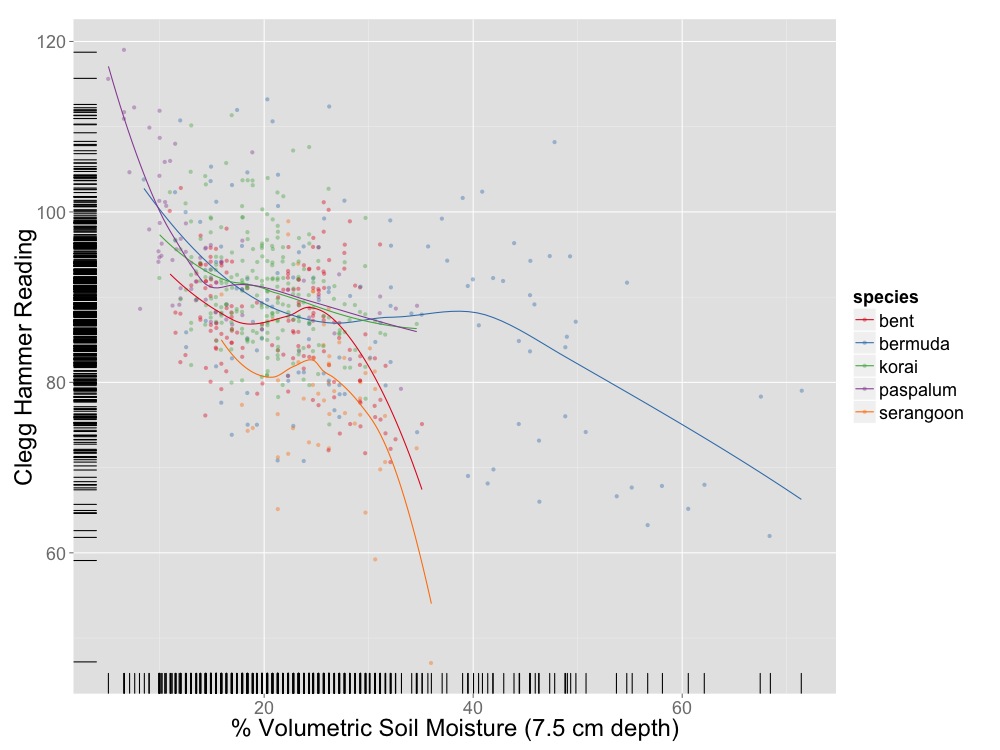 Clegg Hammer Reading
120
100
80
60
20
40
60
% Volumetric Soil Moisture (7.5 cm depth)
species
bent
bermuda
korai
paspalum
serangoon